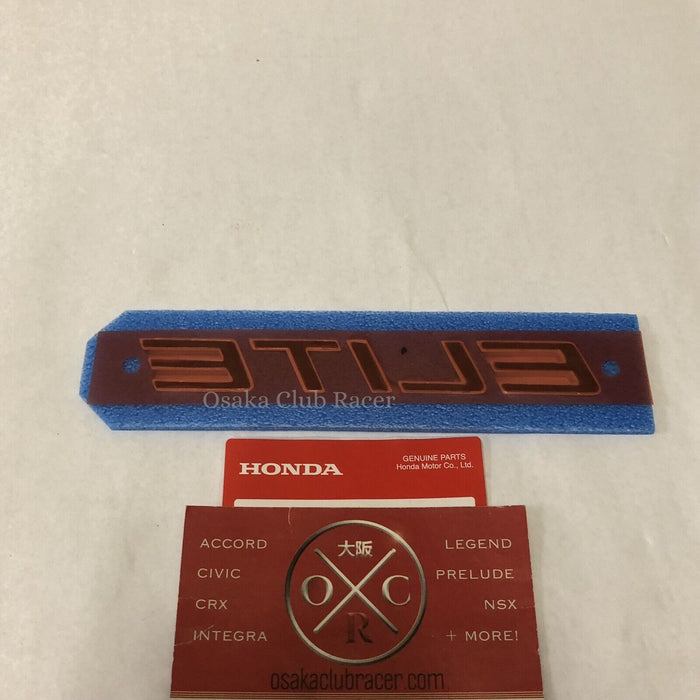 ELITE
Osaka Club Racer
HONDA
GENUINE PARTS
Honda Motor Co., Ltd.
ACCORD
CIVIC
CRX
INTEGRA
大阪
O C
R
LEGEND
PRELUDE
NSX
+ MORE!
osakaclubracer.com